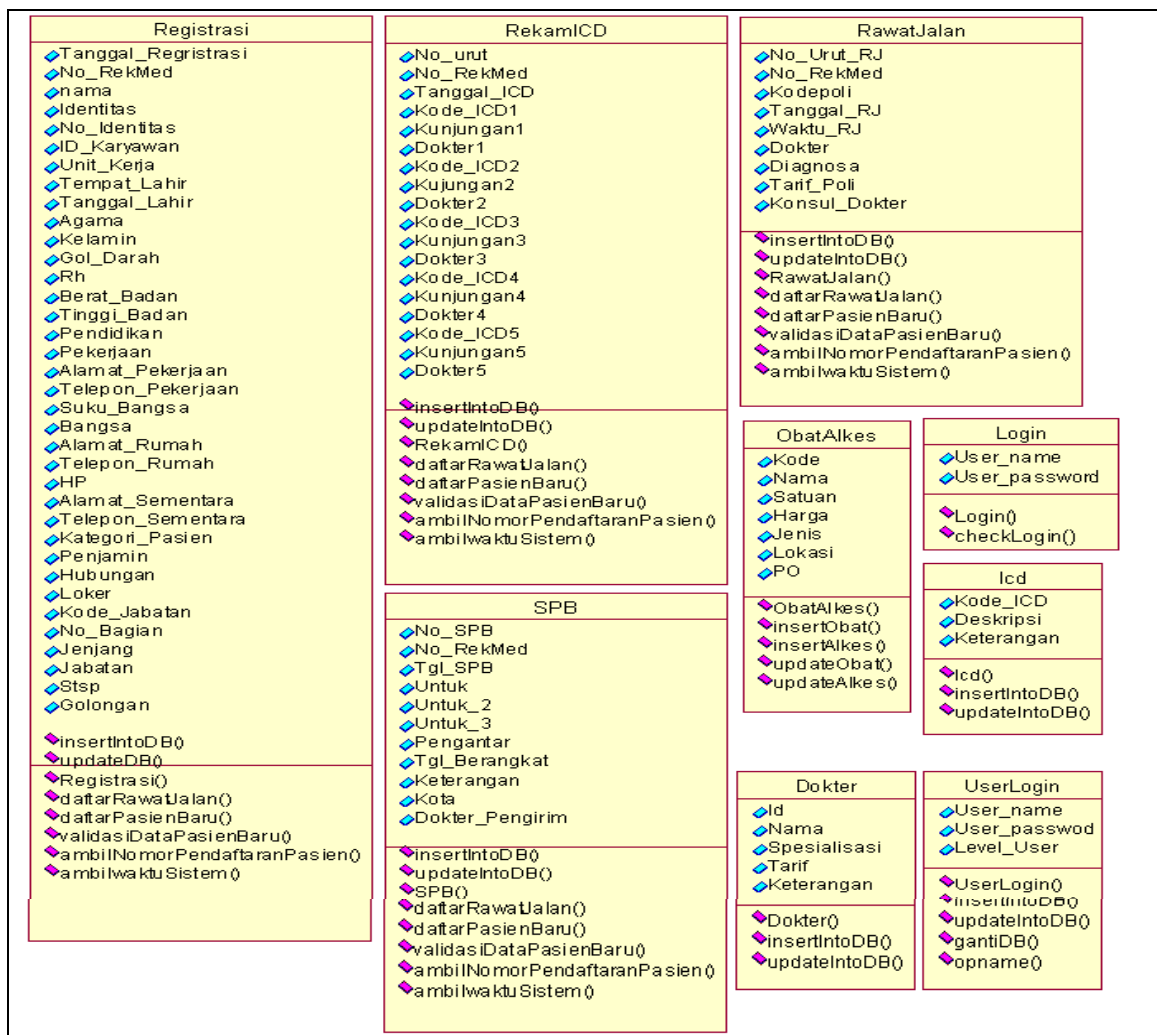 Registrasi
Tanggal_Regristrasi
No_RekMed
nama
Identitas
No_Identitas
ID_Karyawan
Unit_Kerja
Tempat_Lahir
Tanggal_Lahir
Agama
Kelamin
Gol_Darah
Rh
Berat_Badan
Tinggi_Badan
Pendidikan
Pekerjaan
Alamat_Pekerjaan
Telepon_Pekerjaan
Suku_Bangsa
Bangsa
Alamat_Rumah
Telepon_Rumah
HP
Alamat_Sementara
Telepon_Sementara
Kategori_Pasien
Penjamin
Hubungan
Loker
Kode_Jabatan
No_Bagian
Jenjang
Jabatan
Stsp
Golongan
insertIntoDB()
updateDB()
Registrasi()
daftarRawatJalan()
daftarPasienBaru()
validasiDataPasienBaru()
ambilNomorPendaftaranPasien()
ambilwaktuSistem()
RekamICD
No_urut
No_RekMed
Tanggal_ICD
Kode_ICD1
Kunjungan1
Dokter1
Kode_ICD2
Kujungan2
Dokter2
Kode_ICD3
Kunjungan3
Dokter3
Kode_ICD4
Kunjungan4
Dokter4
Kode_ICD5
Kunjungan5
Dokter5
insertIntoDB()
updateIntoDB()
RekamICD()
daftarRawatJalan()
daftarPasienBaru()
validasiDataPasienBaru()
ambilNomorPendaftaranPasien()
ambilwaktuSistem()
SPB
No_SPB
No_RekMed
Tgl_SPB
Untuk
Untuk_2
Untuk_3
Pengantar
Tgl_Berangkat
Keterangan
Kota
Dokter_Pengirim
insertIntoDB()
updateIntoDB()
SPB()
daftarRawatJalan()
daftarPasienBaru()
validasiDataPasienBaru()
ambilNomorPendaftaranPasien()
ambilwaktuSistem()
RawatJalan
No_Urut_RJ
No_RekMed
Kodepoli
Tanggal_RJ
Waktu_RJ
Dokter
Diagnosa
Tarif_Poli
Konsul_Dokter
insertIntoDB()
updateIntoDB()
RawatJalan()
daftarRawatJalan()
daftarPasienBaru()
validasiDataPasienBaru()
ambilNomorPendaftaranPasien()
ambilwaktuSistem()
ObatAlkes
Kode
Nama
Satuan
Harga
Jenis
Lokasi
PO
ObatAlkes()
insertObat()
insertAlkes()
updateObat()
updateAlkes()
Login
User_name
User_password
Login()
checkLogin()
Icd
Kode_ICD
Deskripsi
Keterangan
Icd()
insertIntoDB()
updateIntoDB()
Dokter
Id
Nama
Spesialisasi
Tarif
Keterangan
Dokter()
insertIntoDB()
updateIntoDB()
UserLogin
User_name
User_passwod
Level_User
UserLogin()
insertIntoDB()
updateIntoDB()
gantiDB()
opname()